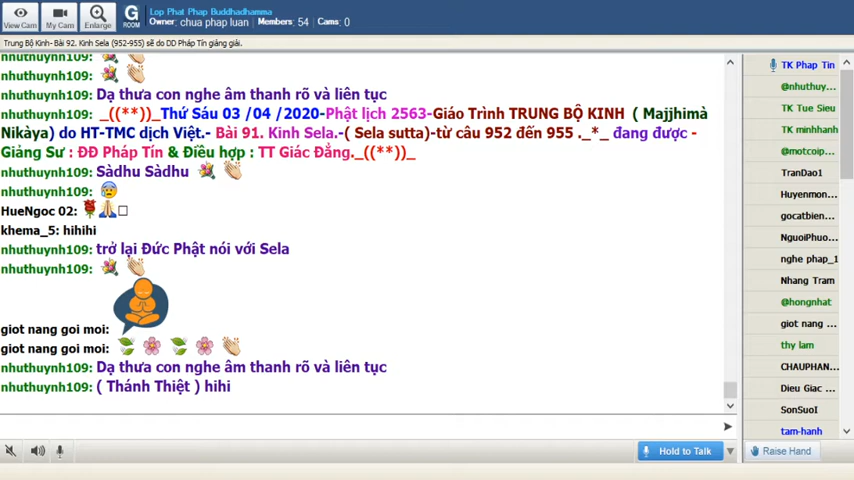 View Cam
My Cam
Enlarge
G
ROOM
Lop Phat Phap Buddhadhamma
Owner: chua phap luan Members: 54 Cams: 0
Trung Bộ Kinh- Bài 92. Kinh Sela (952-955) sẽ do DD Pháp Tín giảng giải.
nhuthuynh109:
nhuthuynh109:
nhuthuynh109: Dạ thưa con nghe âm thanh rõ và liên tục
nhuthuynh109: _((**))_Thứ Sáu 03 /04 /2020-Phật lịch 2563-Giáo Trình TRUNG BỘ KINH ( Majjhimà
Nikàya) do HT-TMC dịch Việt.- Bài 91. Kinh Sela.-( Sela sutta)-từ câu 952 đến 955 ._*_ đang được -
Giảng Sư : ĐĐ Pháp Tín & Điều hợp : TT Giác Đẳng._((**))_
nhuthuynh109: Sàdhu Sàdhu
nhuthuynh109:
HueNgoc 02:
khema_5: hihihi
nhuthuynh109: trở lại Đức Phật nói với Sela
nhuthuynh109:
giot nang goi moi:
giot nang goi moi:
nhuthuynh109: Dạ thưa con nghe âm thanh rõ và liên tục
nhuthuynh109: ( Thánh Thiệt ) hihi
Hold to Talk
TK Phap Tin
@nhuthuy...
TK Tue Sieu
TK minhhanh
@motcoip...
TranDao1
Huyenmon...
gocatbien...
NguoiPhuo...
nghe phap_1
Nhang Tram
@hongnhat
giot nang ...
thy lam
CHAUPHAN...
Dieu Giac ...
SonSuoI
tam-hanh
Raise Hand